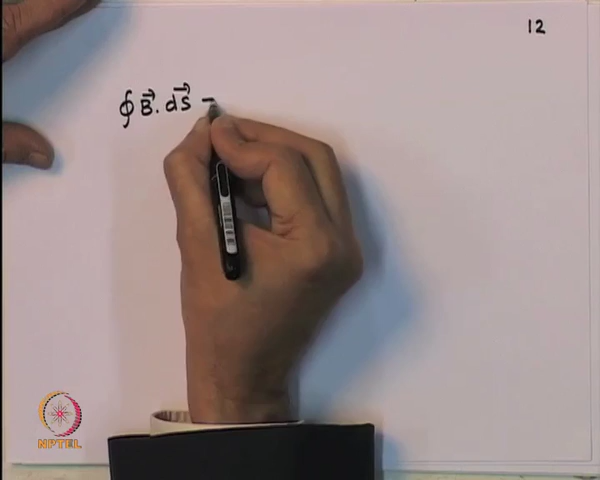 12
∮ B⃗ . dS⃗ –
NPTEL